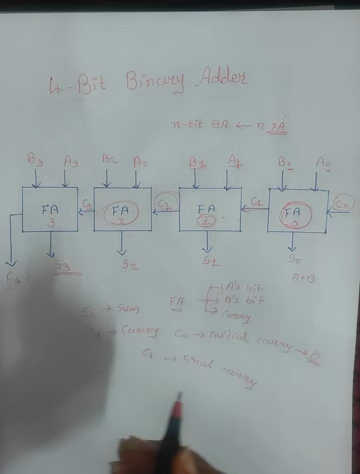 4-Bit Binary Adder
n-bit BA ← n FA
B3 A3 B2 A2 B1 A1 B0 A0
FA 3 C3 FA 2 C2 FA 1 C1 FA 0 C0
C4 S3 S2 S1 S0
A+B
A's bit
Sn → Sum FA B's bit
carry
→ Carry C0 → Initial carry → 0
C4 → Final carry